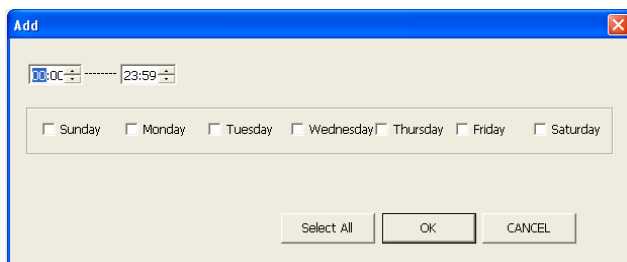 Add
00:00 -------- 23:59
Sunday Monday Tuesday Wednesday Thursday Friday Saturday
Select All OK CANCEL